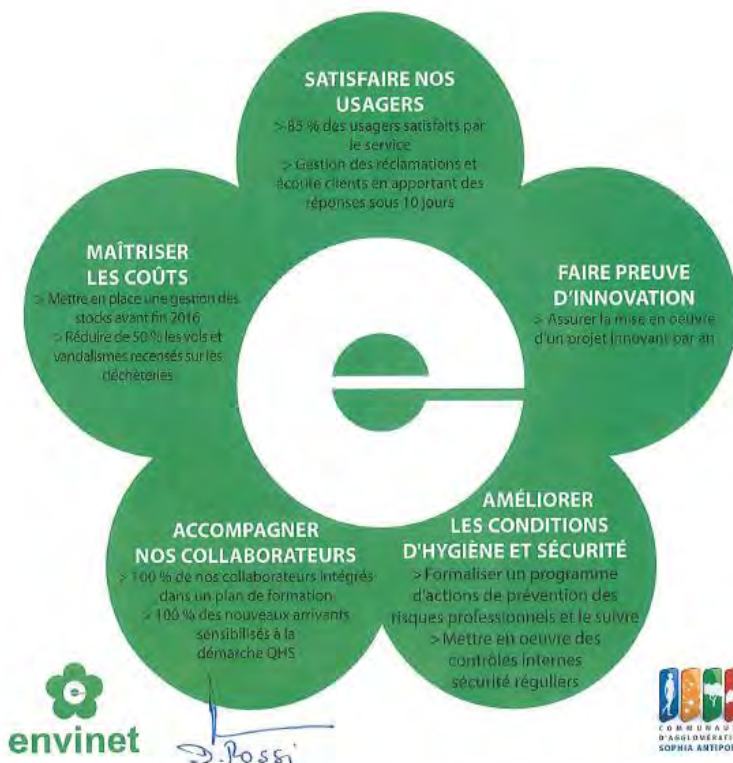 SATISFAIRE NOS
USAGERS
> 85 % des usagers satisfaits par
le service
> Gestion des réclamations et
écoute clients en apportant des
réponses sous 10 jours
MAÎTRISER
LES COÛTS
> Mettre en place une gestion des
stocks avant fin 2016
> Réduire de 50 % les vols et
vandalismes recensés sur les
déchèteries
FAIRE PREUVE
D'INNOVATION
> Assurer la mise en oeuvre
d'un projet innovant par an
e
ACCOMPAGNER
NOS COLLABORATEURS
> 100 % de nos collaborateurs intégrés
dans un plan de formation
> 100 % des nouveaux arrivants
sensibilisés à la
démarche QHS
AMÉLIORER
LES CONDITIONS
D'HYGIÈNE ET SÉCURITÉ
> Formaliser un programme
d'actions de prévention des
risques professionnels et le suivre
> Mettre en oeuvre des
contrôles internes
sécurité réguliers
e
envinet
D. Rossi
COMMUNAU
D'AGGLOMÉRATI
SOPHIA ANTIPO